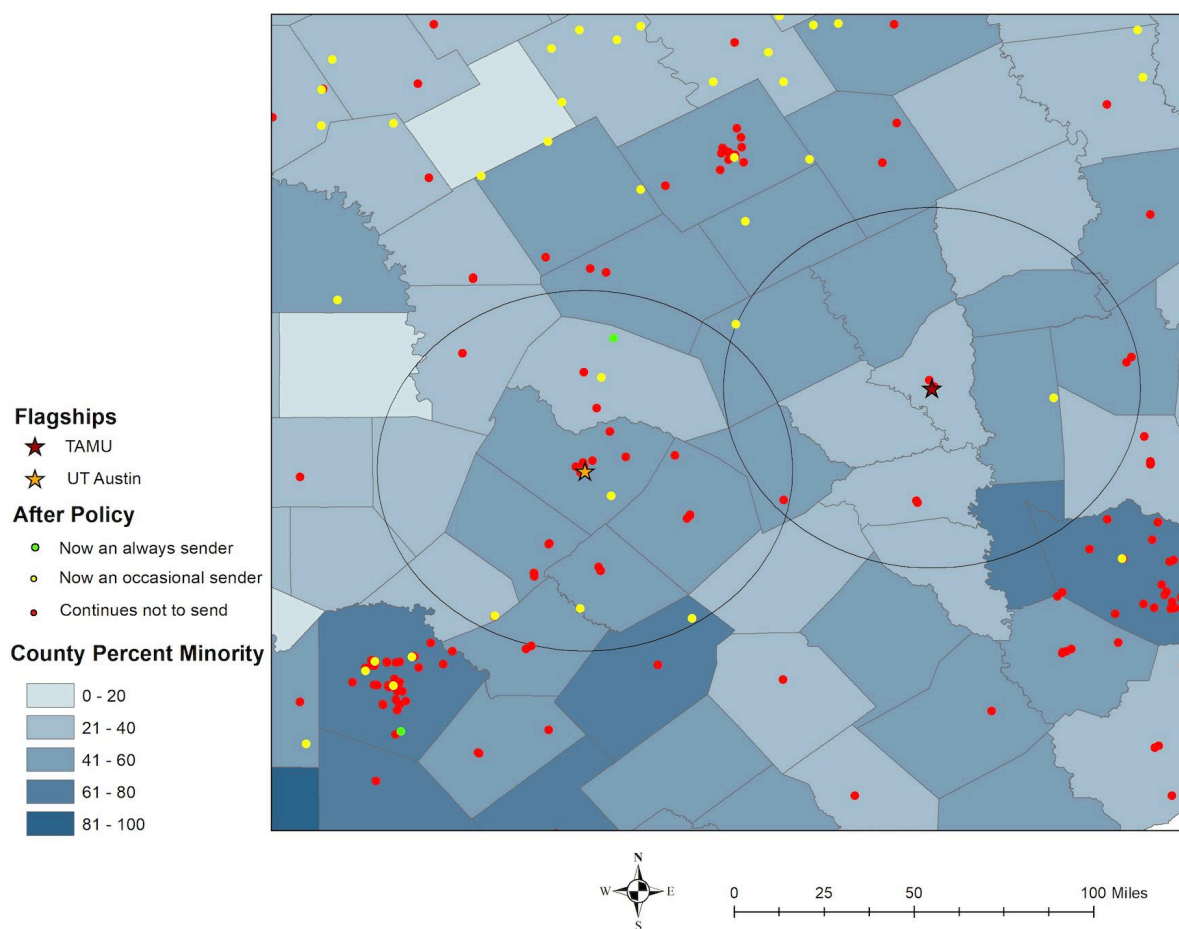 Flagships
TAMU
UT Austin
After Policy
Now an always sender
Now an occasional sender
Continues not to send
County Percent Minority
0 - 20
21 - 40
41 - 60
61 - 80
81 - 100
N
W E
S
0 25 50 100 Miles